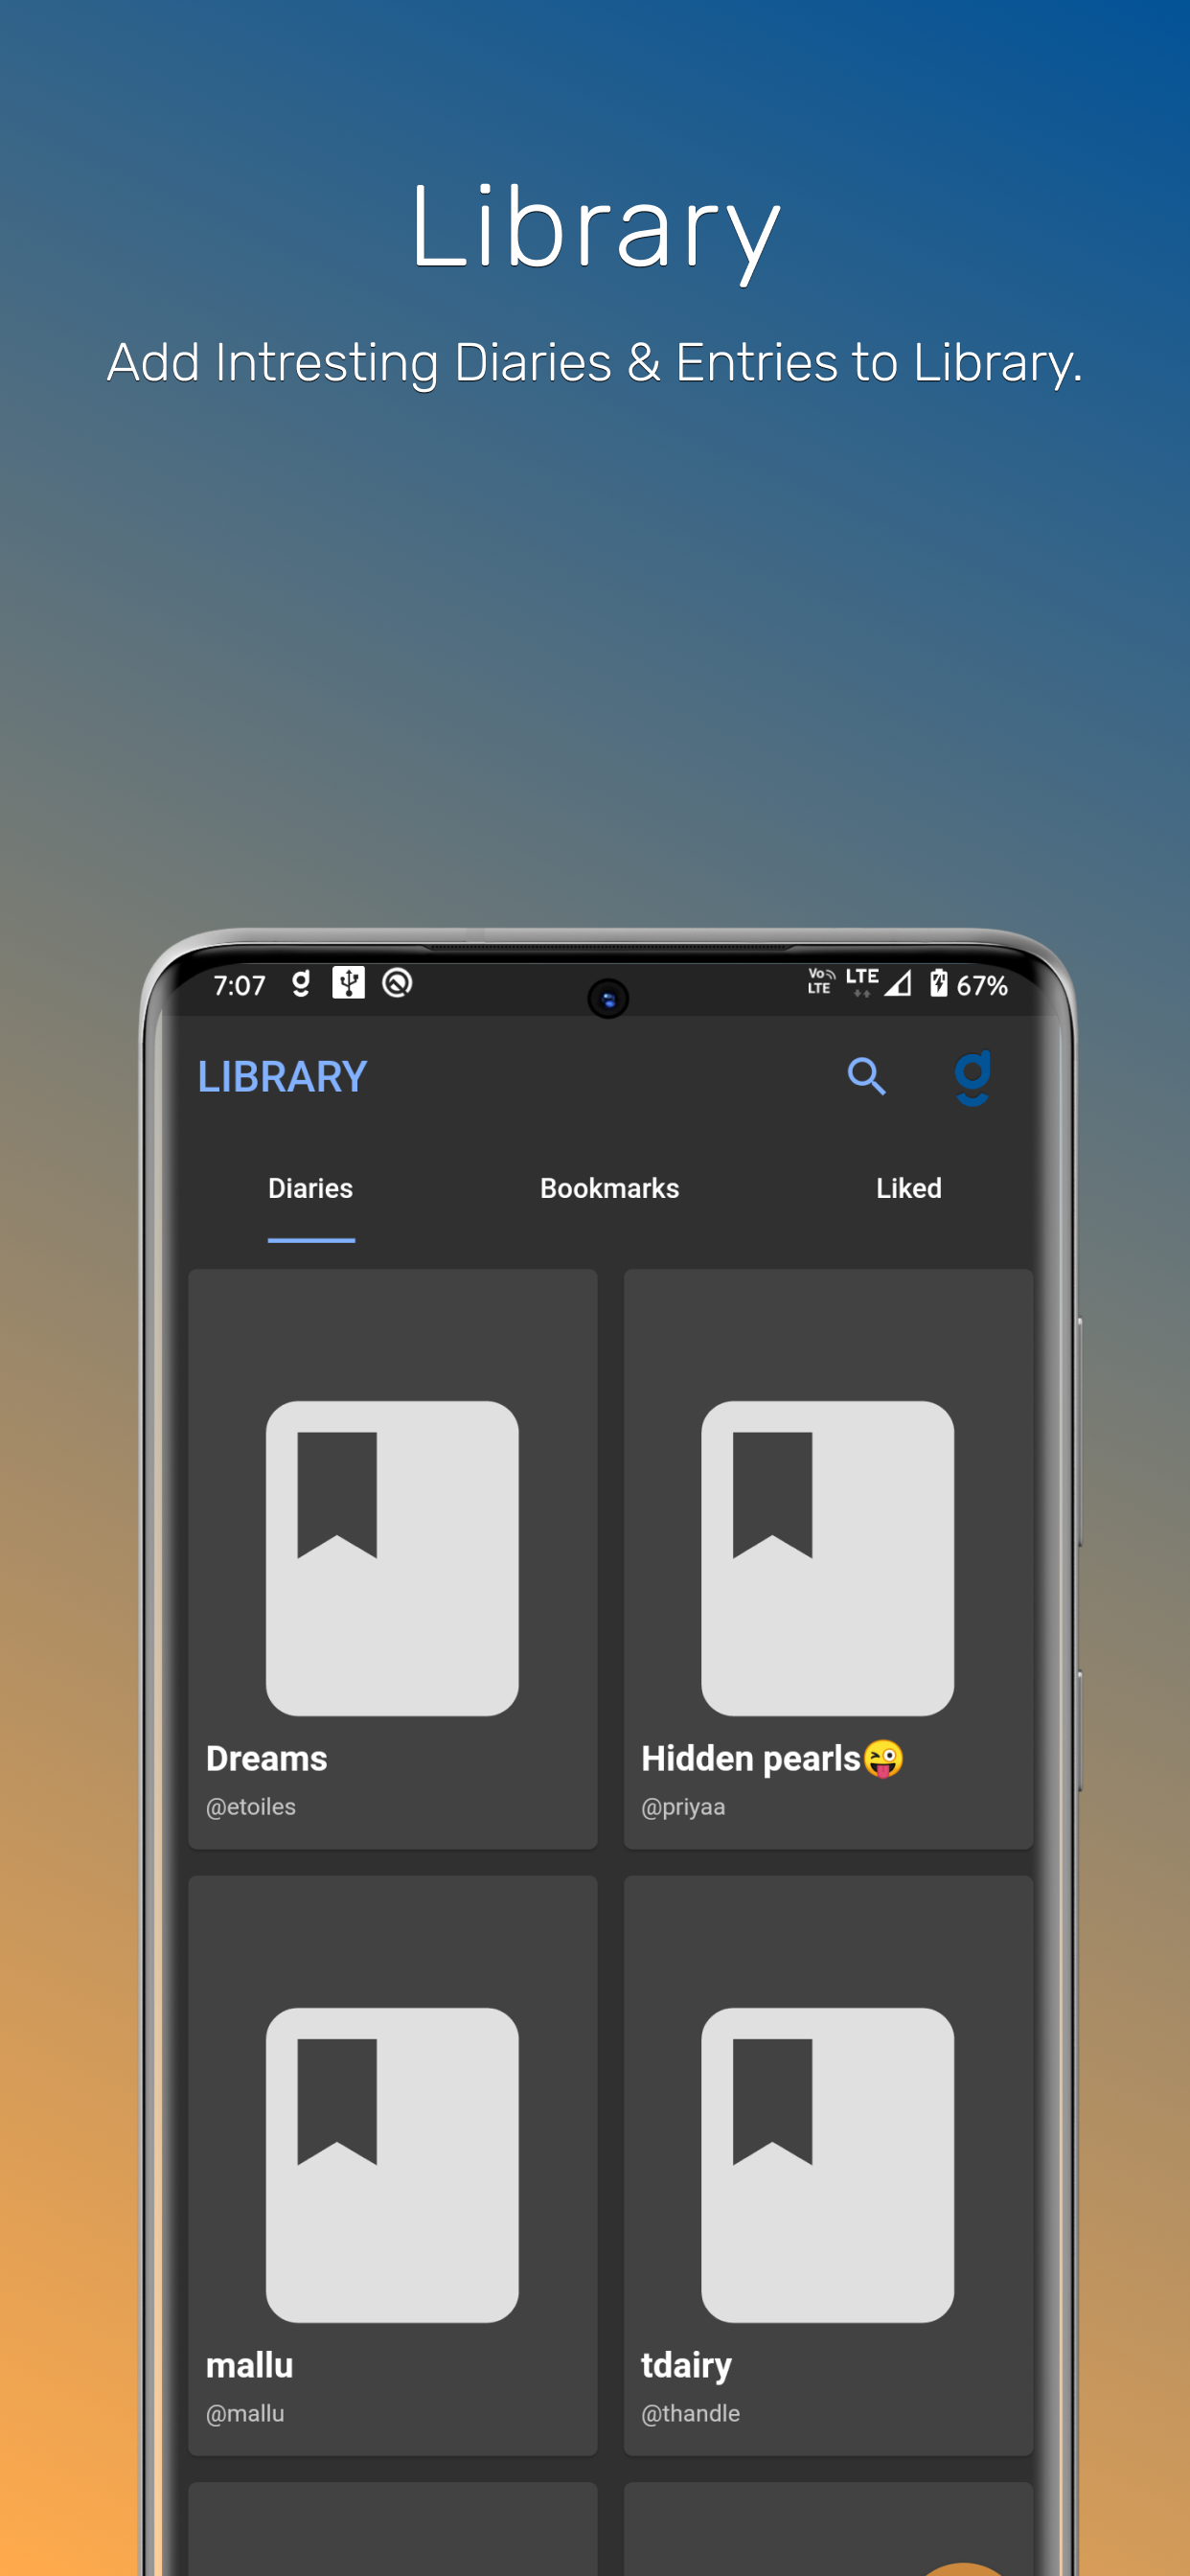 Library
Add Intresting Diaries & Entries to Library.
7:07 g Vo LTE LTE 67%
LIBRARY g
Diaries Bookmarks Liked
Dreams Hidden pearls😜
@etoiles @priyaa
mallu tdairy
@mallu @thandle